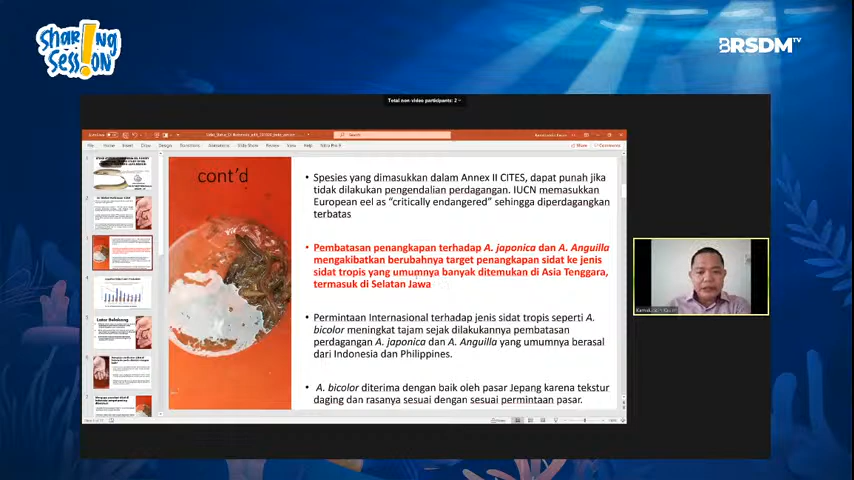 Sharing
Session
BRSDM TV
Total non video participants: 2
Search
File
Home
Insert
Draw
Design
Transitions
Animations
Slide Show
Review
View
Help
Share
Comments
cont'd
• Spesies yang dimasukkan dalam Annex II CITES, dapat punah jika
tidak dilakukan pengendalian perdagangan. IUCN memasukkan
European eel as "critically endangered" sehingga diperdagangkan
terbatas
• Pembatasan penangkapan terhadap A. japonica dan A. Anguilla
mengakibatkan berubahnya target penangkapan sidat ke jenis
sidat tropis yang umumnya banyak ditemukan di Asia Tenggara,
termasuk di Selatan Jawa
• Permintaan Internasional terhadap jenis sidat tropis seperti A.
bicolor meningkat tajam sejak dilakukannya pembatasan
perdagangan A. japonica dan A. Anguilla yang umumnya berasal
dari Indonesia dan Philippines.
• A. bicolor diterima dengan baik oleh pasar Jepang karena tekstur
daging dan rasanya sesuai dengan sesuai permintaan pasar.
Latar Belakang